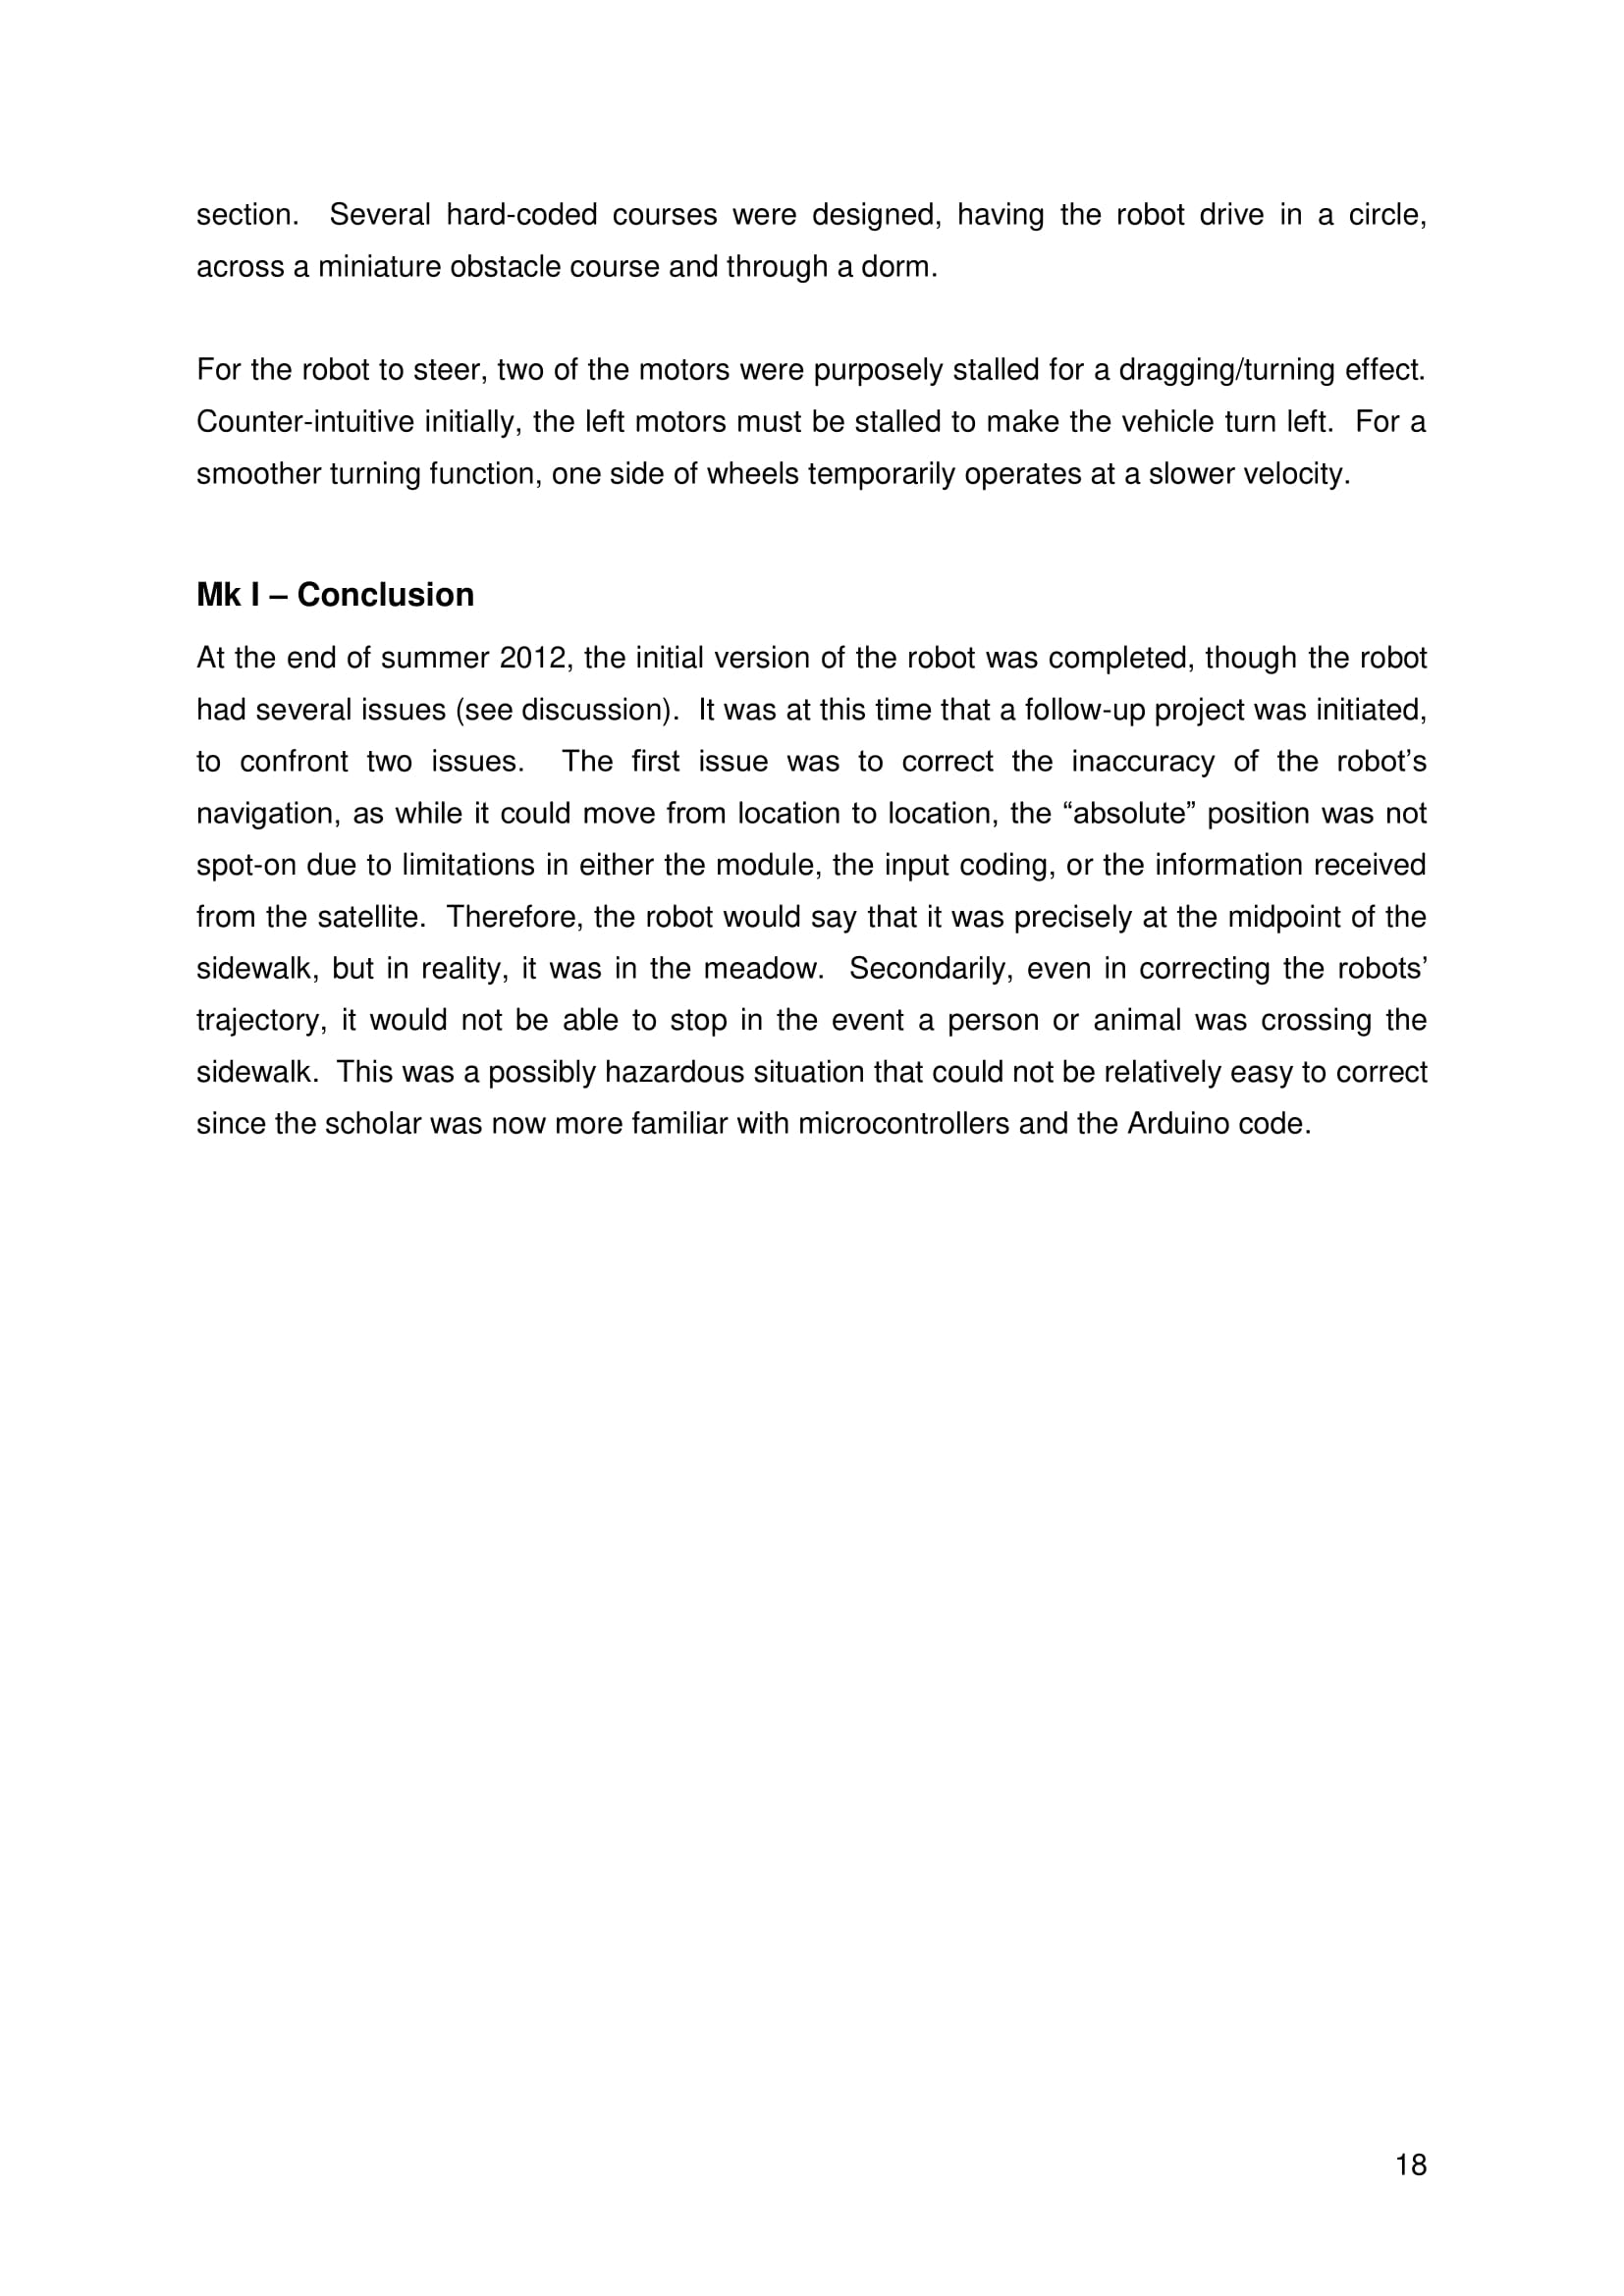 section.  Several hard-coded courses were designed, having the robot drive in a circle,
across a miniature obstacle course and through a dorm.
For the robot to steer, two of the motors were purposely stalled for a dragging/turning effect.
Counter-intuitive initially, the left motors must be stalled to make the vehicle turn left.  For a
smoother turning function, one side of wheels temporarily operates at a slower velocity.
Mk I – Conclusion
At the end of summer 2012, the initial version of the robot was completed, though the robot
had several issues (see discussion).  It was at this time that a follow-up project was initiated,
to confront two issues.  The first issue was to correct the inaccuracy of the robot’s
navigation, as while it could move from location to location, the “absolute” position was not
spot-on due to limitations in either the module, the input coding, or the information received
from the satellite.  Therefore, the robot would say that it was precisely at the midpoint of the
sidewalk, but in reality, it was in the meadow.  Secondarily, even in correcting the robots’
trajectory, it would not be able to stop in the event a person or animal was crossing the
sidewalk.  This was a possibly hazardous situation that could not be relatively easy to correct
since the scholar was now more familiar with microcontrollers and the Arduino code.
18